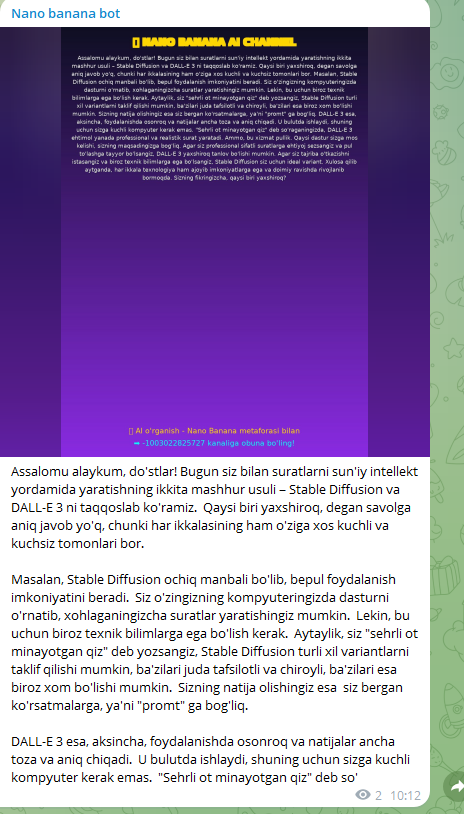 Nano banana bot
▯ NANO BANANA AI CHANNEL
Assalomu alaykum, do'stlar! Bugun siz bilan suratlarni sun'iy intellekt yordamida yaratishning ikkita
mashhur usuli – Stable Diffusion va DALL-E 3 ni taqqoslab ko'ramiz. Qaysi biri yaxshiroq, degan savolga
aniq javob yo'q, chunki har ikkalasining ham o'ziga xos kuchli va kuchsiz tomonlari bor. Masalan, Stable
Diffusion ochiq manbali bo'lib, bepul foydalanish imkoniyatini beradi. Siz o'zingizning kompyuteringizda
dasturni o'rnatib, xohlaganingizcha suratlar yaratishingiz mumkin. Lekin, bu uchun biroz texnik
bilimlarga ega bo'lish kerak. Aytaylik, siz "sehrli ot minayotgan qiz" deb yozsangiz, Stable Diffusion turli
xil variantlarni taklif qilishi mumkin, ba'zilari juda tafsilotli va chiroyli, ba'zilari esa biroz xom bo'lishi
mumkin. Sizning natija olishingiz esa siz bergan ko'rsatmalarga, ya'ni "promt" ga bog'liq. DALL-E 3 esa,
aksincha, foydalanishda osonroq va natijalar ancha toza va aniq chiqadi. U bulutda ishlaydi, shuning
uchun sizga kuchli kompyuter kerak emas. "Sehrli ot minayotgan qiz" deb so'raganingizda, DALL-E 3
ehtimol yanada professional va realistik surat yaratadi. Ammo, bu xizmat pullik. Qaysi dastur sizga mos
kelishi, sizning maqsadingizga bog'liq. Agar siz professional sifatli suratlarga ehtiyoj sezsangiz va pul
to'lashga tayyor bo'lsangiz, DALL-E 3 yaxshiroq tanlov bo'lishi mumkin. Agar siz tajriba o'tkazishni
istasangiz va biroz texnik bilimlarga ega bo'lsangiz, Stable Diffusion siz uchun ideal variant. Xulosa qilib
aytganda, har ikkala texnologiya ham ajoyib imkoniyatlarga ega va doimiy ravishda rivojlanib
bormoqda. Sizning fikringizcha, qaysi biri yaxshiroq?
▯ AI o'rganish - Nano Banana metaforasi bilan
➡ -1003022825727 kanaliga obuna bo'ling!
Assalomu alaykum, do'stlar! Bugun siz bilan suratlarni sun'iy intellekt
yordamida yaratishning ikkita mashhur usuli – Stable Diffusion va
DALL-E 3 ni taqqoslab ko'ramiz.  Qaysi biri yaxshiroq, degan savolga
aniq javob yo'q, chunki har ikkalasining ham o'ziga xos kuchli va
kuchsiz tomonlari bor.
Masalan, Stable Diffusion ochiq manbali bo'lib, bepul foydalanish
imkoniyatini beradi.  Siz o'zingizning kompyuteringizda dasturni
o'rnatib, xohlaganingizcha suratlar yaratishingiz mumkin.  Lekin, bu
uchun biroz texnik bilimlarga ega bo'lish kerak.  Aytaylik, siz "sehrli ot
minayotgan qiz" deb yozsangiz, Stable Diffusion turli xil variantlarni
taklif qilishi mumkin, ba'zilari juda tafsilotli va chiroyli, ba'zilari esa
biroz xom bo'lishi mumkin.  Sizning natija olishingiz esa  siz bergan
ko'rsatmalarga, ya'ni "promt" ga bog'liq.
DALL-E 3 esa, aksincha, foydalanishda osonroq va natijalar ancha
toza va aniq chiqadi.  U bulutda ishlaydi, shuning uchun sizga kuchli
kompyuter kerak emas.  "Sehrli ot minayotgan qiz" deb so'
2 10:12